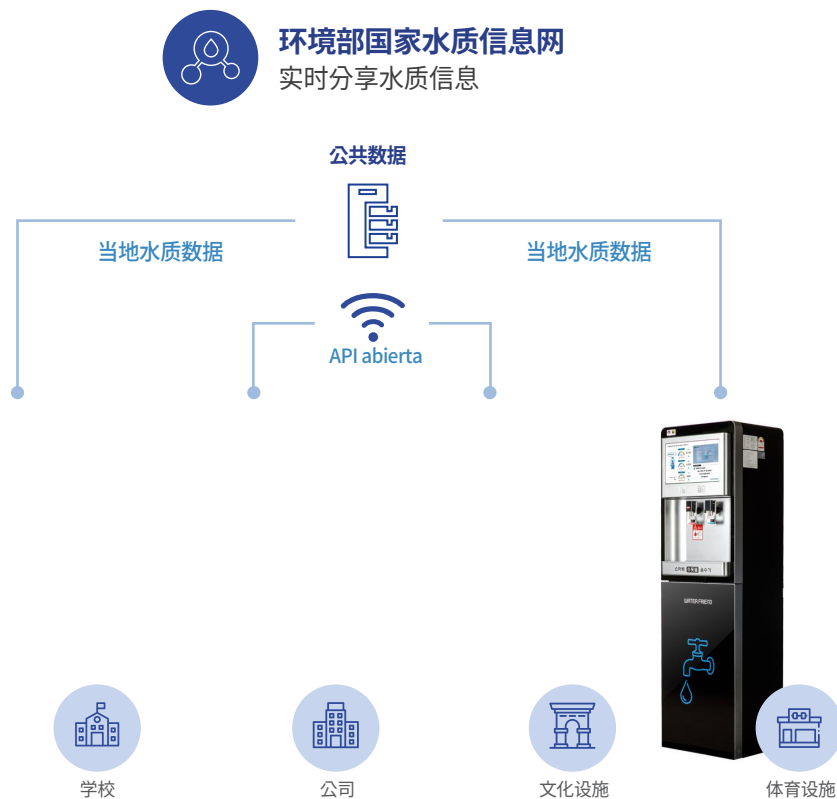 环境部国家水质信息网
实时分享水质信息
公共数据
当地水质数据
当地水质数据
API abierta
WATER FRIEND
学校
公司
文化设施
体育设施